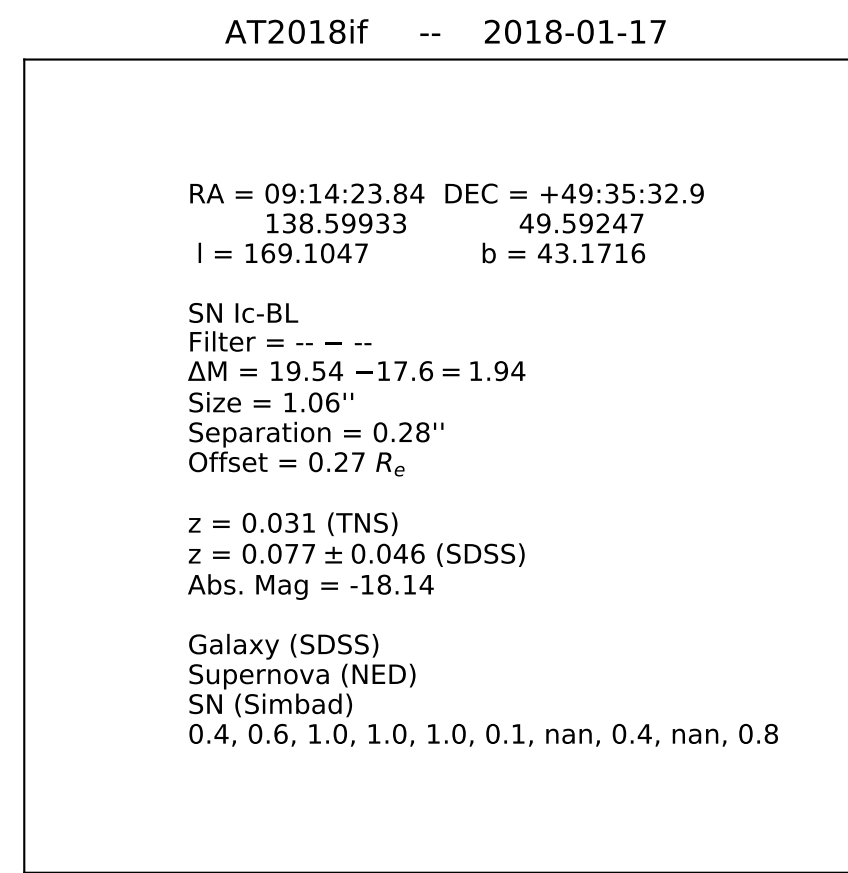 AT2018if -- 2018-01-17
RA = 09:14:23.84 DEC = +49:35:32.9
138.59933 49.59247
l = 169.1047 b = 43.1716
SN Ic-BL
Filter = -- − --
ΔM = 19.54 −17.6 = 1.94
Size = 1.06''
Separation = 0.28''
Offset = 0.27 Rₑ
z = 0.031 (TNS)
z = 0.077 ± 0.046 (SDSS)
Abs. Mag = -18.14
Galaxy (SDSS)
Supernova (NED)
SN (Simbad)
0.4, 0.6, 1.0, 1.0, 1.0, 0.1, nan, 0.4, nan, 0.8